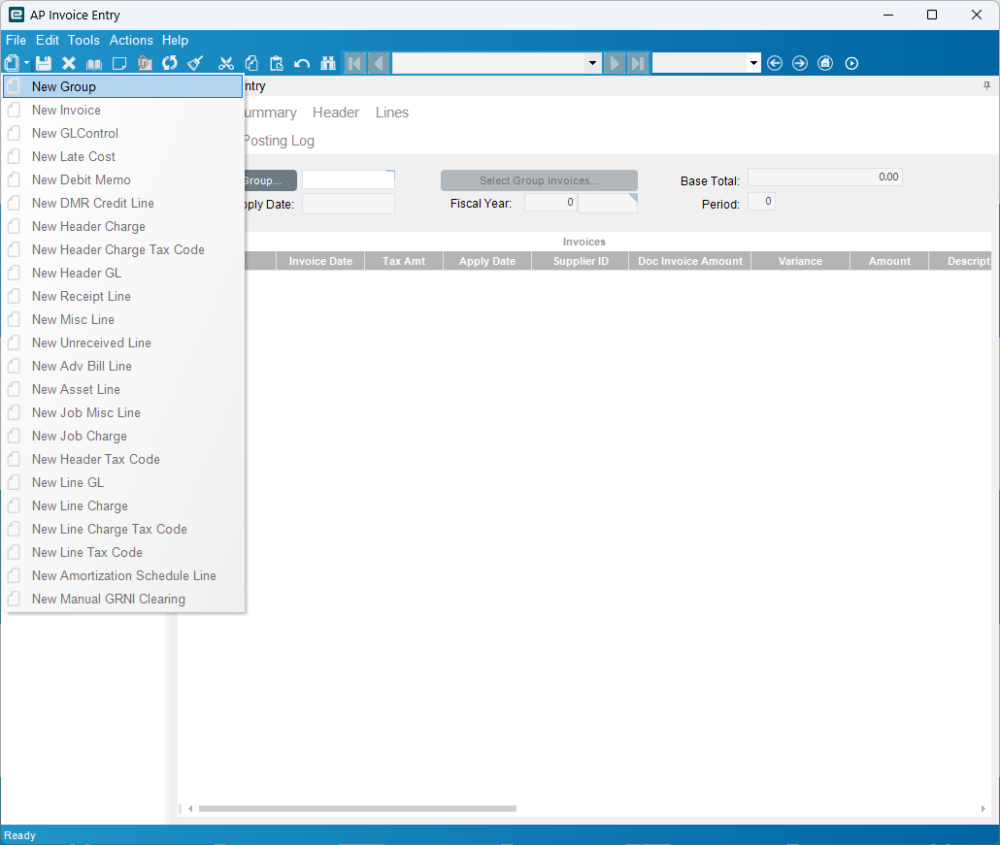 AP Invoice Entry
File Edit Tools Actions Help
New Group
New Invoice
New GLControl
New Late Cost
New Debit Memo
New DMR Credit Line
New Header Charge
New Header Charge Tax Code
New Header GL
New Receipt Line
New Misc Line
New Unreceived Line
New Adv Bill Line
New Asset Line
New Job Misc Line
New Job Charge
New Header Tax Code
New Line GL
New Line Charge
New Line Charge Tax Code
New Line Tax Code
New Amortization Schedule Line
New Manual GRNI Clearing
ntry
ummary Header Lines
Posting Log
Group... Select Group Invoices... Base Total: 0.00
pply Date: Fiscal Year: 0 Period: 0
Invoices
Invoice Date Tax Amt Apply Date Supplier ID Doc Invoice Amount Variance Amount Descript
Ready